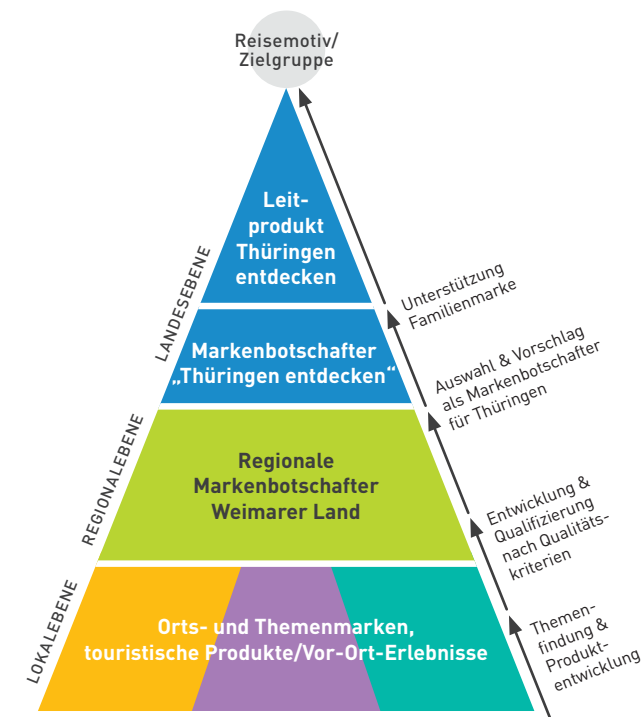 Reisemotiv/
Zielgruppe
Leit-
produkt
Thüringen
entdecken
LANDESEBENE
Unterstützung
Familienmarke
Markenbotschafter
„Thüringen entdecken“
Auswahl & Vorschlag
als Markenbotschafter
für Thüringen
REGIONALEBENE
Regionale
Markenbotschafter
Weimarer Land
Entwicklung &
Qualifizierung
nach Qualitäts-
kriterien
LOKALEBENE
Orts- und Themenmarken,
touristische Produkte/Vor-Ort-Erlebnisse
Themen-
findung &
Produkt-
entwicklung